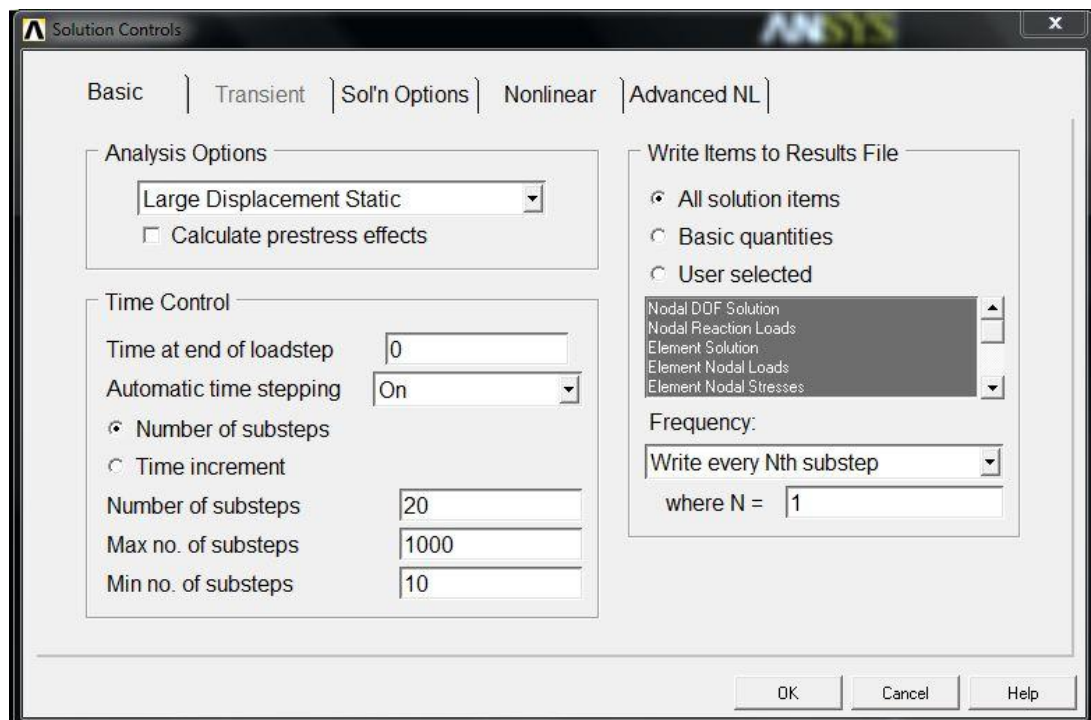 Solution Controls
ANSYS
X
Basic
Transient
Sol'n Options
Nonlinear
Advanced NL
Analysis Options
Large Displacement Static
Calculate prestress effects
Time Control
Time at end of loadstep 0
Automatic time stepping On
Number of substeps
Time increment
Number of substeps 20
Max no. of substeps 1000
Min no. of substeps 10
Write Items to Results File
All solution items
Basic quantities
User selected
Nodal DOF Solution
Nodal Reaction Loads
Element Solution
Element Nodal Loads
Element Nodal Stresses
Frequency:
Write every Nth substep
where N = 1
OK
Cancel
Help